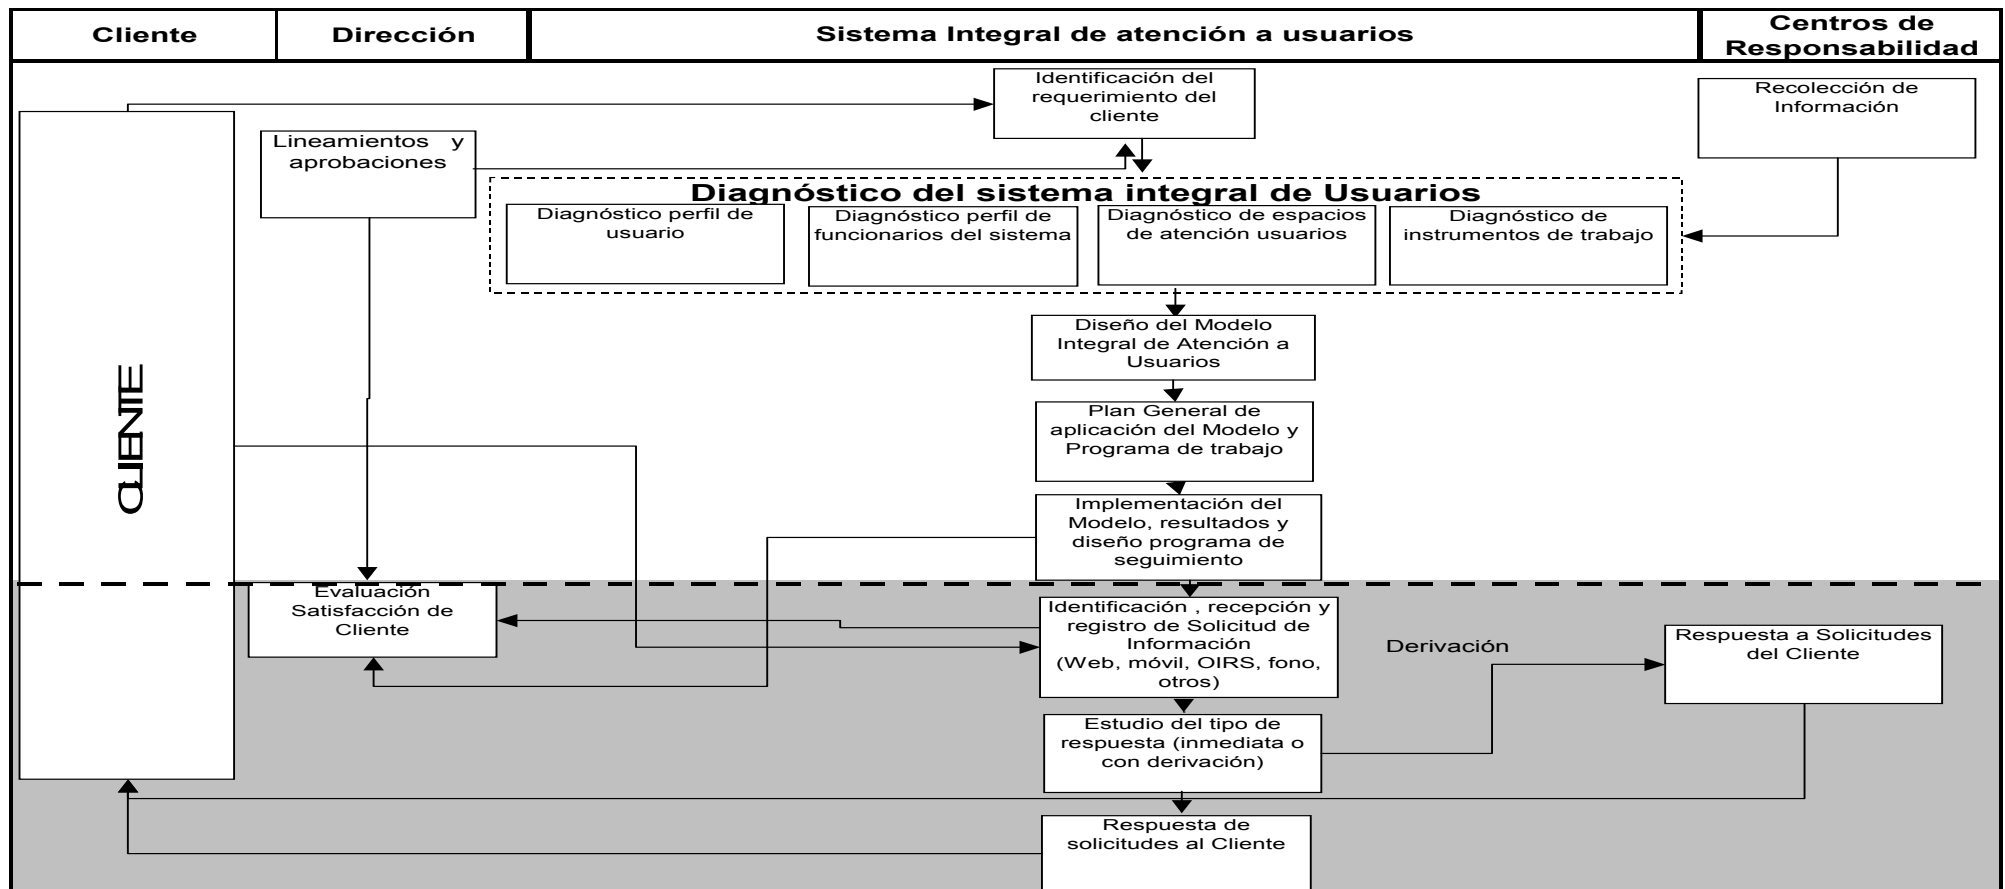 Cliente
Dirección
Sistema Integral de atención a usuarios
Centros de
Responsabilidad
Identificación del
requerimiento del
cliente
Recolección de
Información
Lineamientos y
aprobaciones
Diagnóstico del sistema integral de Usuarios
Diagnóstico perfil de
usuario
Diagnóstico perfil de
funcionarios del sistema
Diagnóstico de espacios
de atención usuarios
Diagnóstico de
instrumentos de trabajo
Diseño del Modelo
Integral de Atención a
Usuarios
CLIENTE
Plan General de
aplicación del Modelo y
Programa de trabajo
Implementación del
Modelo, resultados y
diseño programa de
seguimiento
Evaluación
Satisfacción de
Cliente
Identificación , recepción y
registro de Solicitud de
Información
(Web, móvil, OIRS, fono,
otros)
Derivación
Respuesta a Solicitudes
del Cliente
Estudio del tipo de
respuesta (inmediata o
con derivación)
Respuesta de
solicitudes al Cliente